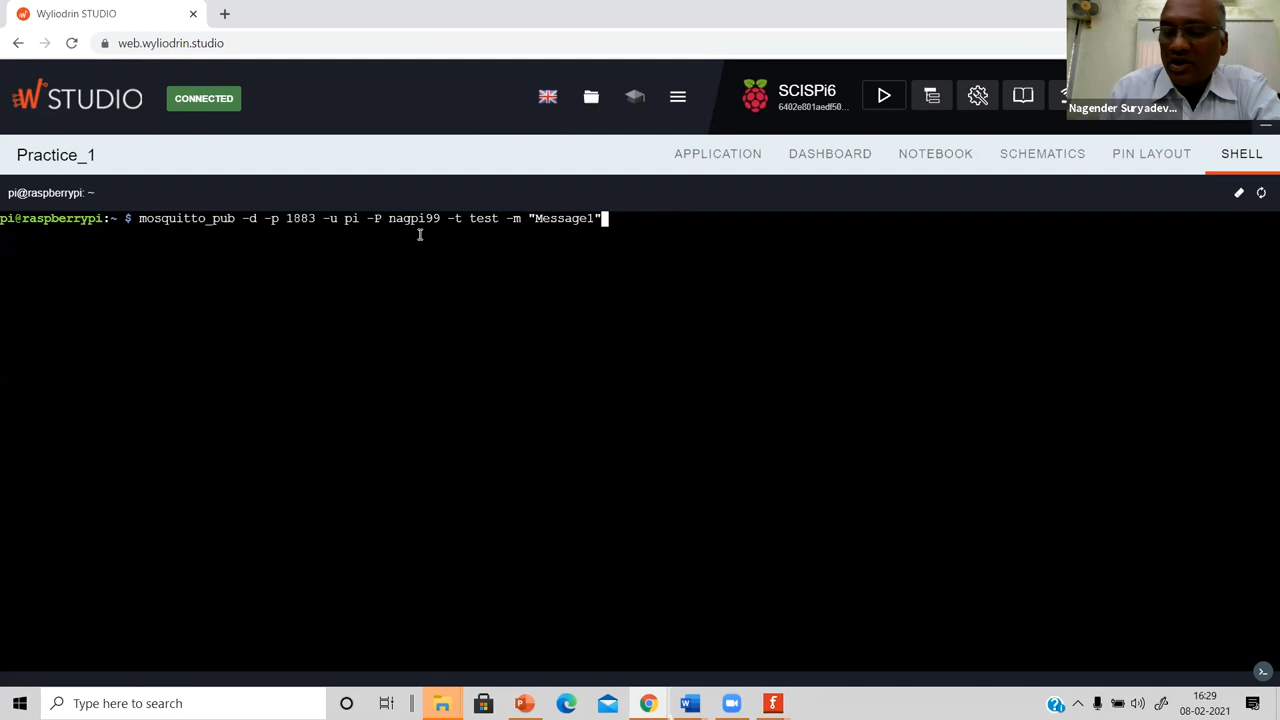 Wyliodrin STUDIO
web.wyliodrin.studio
W STUDIO
CONNECTED
SCISPi6
6402e801aedf50...
Nagender Suryadev...
Practice_1
APPLICATION
DASHBOARD
NOTEBOOK
SCHEMATICS
PIN LAYOUT
SHELL
pi@raspberrypi: ~
pi@raspberrypi:~ $ mosquitto_pub -d -p 1883 -u pi -P nagpi99 -t test -m "Message1"
Type here to search
16:29
08-02-2021